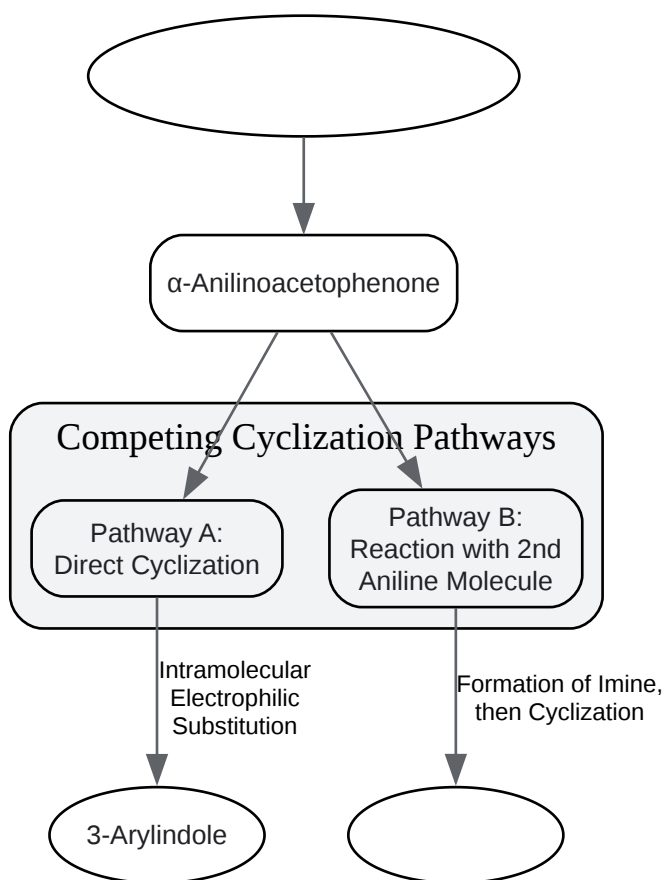 α-Anilinoacetophenone
Competing Cyclization Pathways
Pathway A:
Direct Cyclization
Pathway B:
Reaction with 2nd
Aniline Molecule
Intramolecular
Electrophilic
Substitution
Formation of Imine,
then Cyclization
3-Arylindole